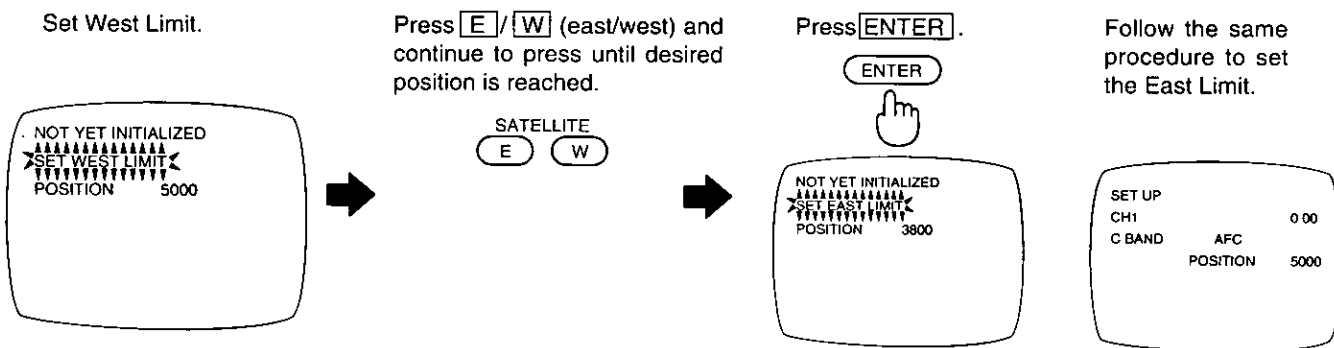 Set West Limit.
. NOT YET INITIALIZED
SET WEST LIMIT
POSITION 5000
Press E / W (east/west) and
continue to press until desired
position is reached.
SATELLITE
E W
Press ENTER .
ENTER
NOT YET INITIALIZED
SET EAST LIMIT
POSITION 3800
Follow the same
procedure to set
the East Limit.
SET UP
CH1 0 00
C BAND AFC
POSITION 5000